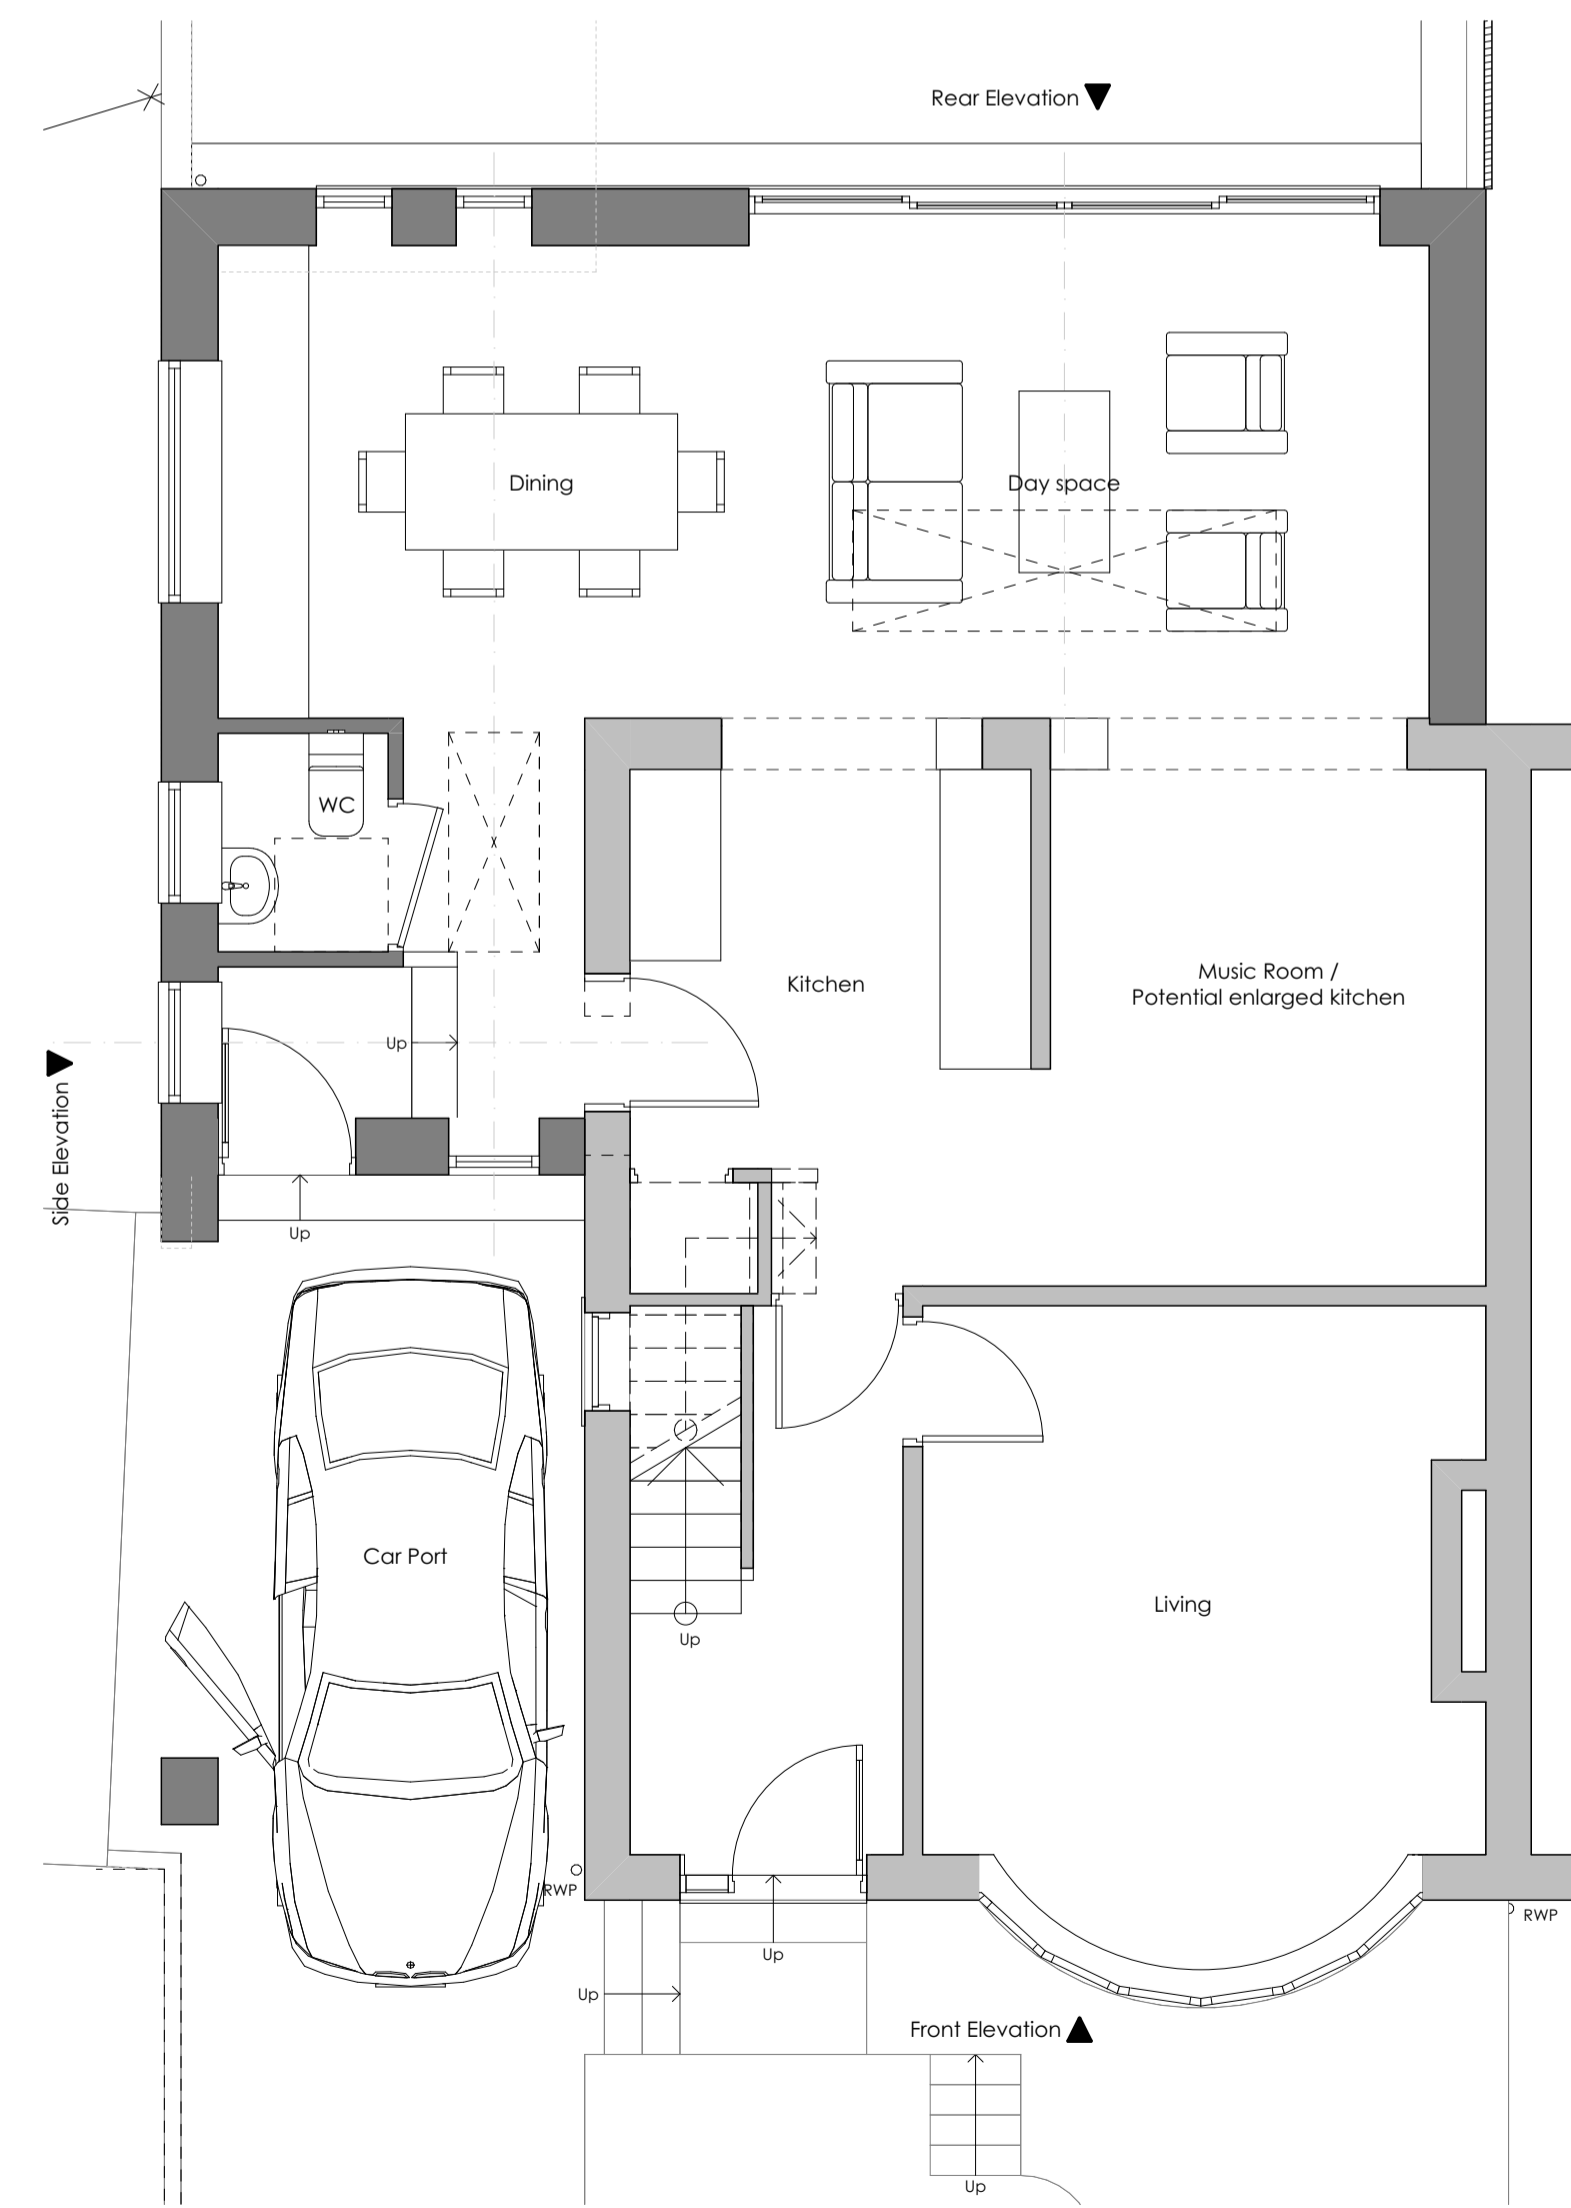 Rear Elevation
Dining
Day space
WC
Kitchen
Music Room /
Potential enlarged kitchen
Up
Side Elevation
Up
Car Port
Living
Up
RWP
RWP
Up
Up
Front Elevation
Up